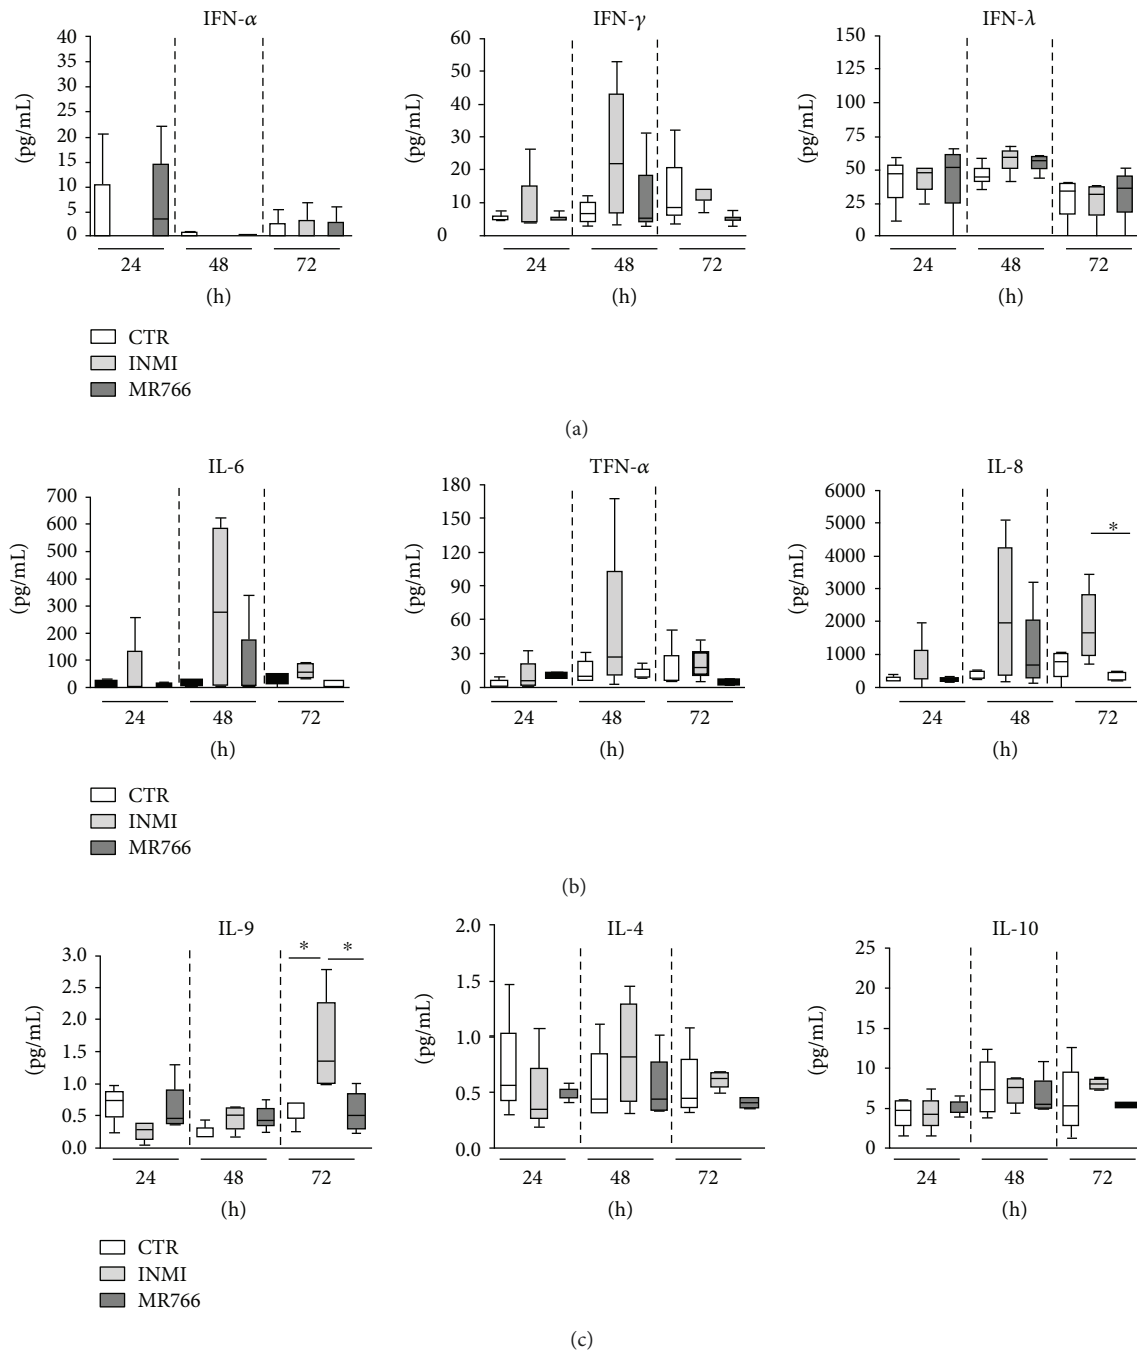 IFN-α
40
35
30
25
20
15
10
5
0
(pg/mL)
24 48 72
(h)
IFN-γ
60
50
40
30
20
10
0
(pg/mL)
24 48 72
(h)
IFN-λ
150
125
100
75
50
25
0
(pg/mL)
24 48 72
(h)
CTR
INMI
MR766
(a)
IL-6
700
600
500
400
300
200
100
0
(pg/mL)
24 48 72
(h)
TFN-α
180
150
120
90
60
30
0
(pg/mL)
24 48 72
(h)
IL-8
6000
5000
4000
3000
2000
1000
0
(pg/mL)
*
24 48 72
(h)
CTR
INMI
MR766
(b)
IL-9
3.0
2.5
2.0
1.5
1.0
0.5
0.0
(pg/mL)
* *
24 48 72
(h)
IL-4
2.0
1.5
1.0
0.5
0.0
(pg/mL)
24 48 72
(h)
IL-10
25
20
15
10
5
0
(pg/mL)
24 48 72
(h)
CTR
INMI
MR766
(c)